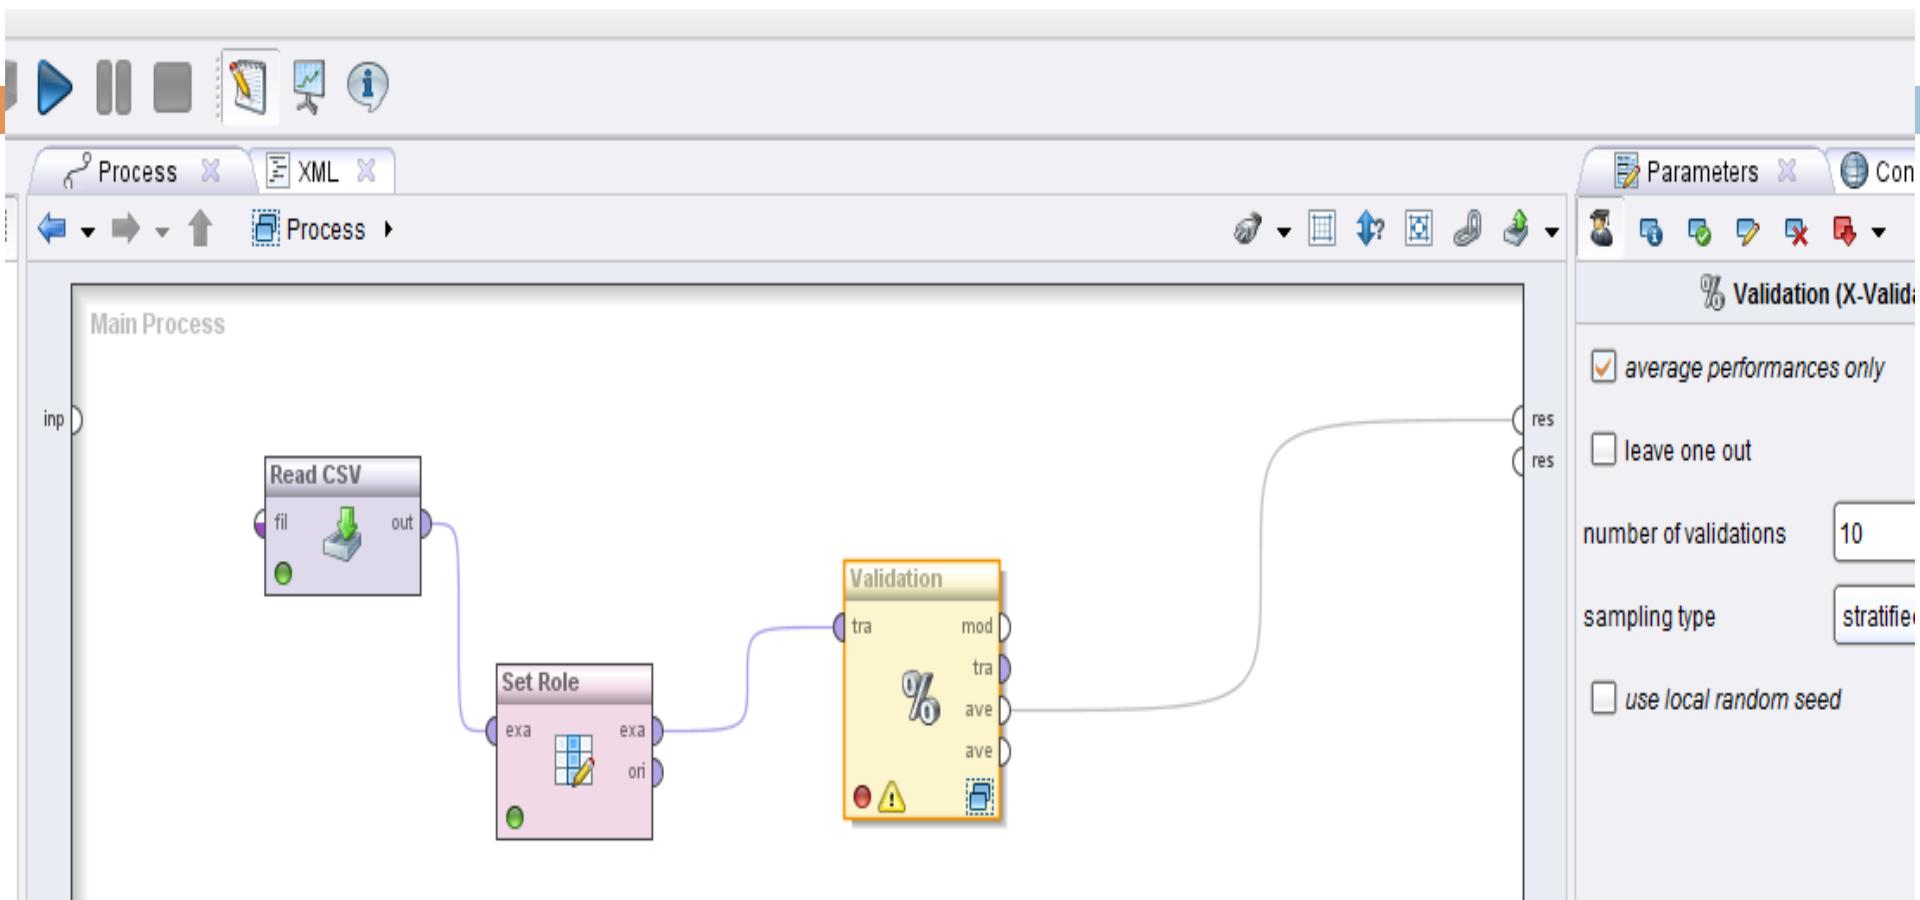 Process
XML
Parameters
Con
Process
Validation (X-Valida
Main Process
average performances only
inp
res
leave one out
res
Read CSV
fil
out
number of validations
10
Validation
tra
mod
sampling type
stratifie
tra
Set Role
ave
use local random seed
exa
exa
ave
ori